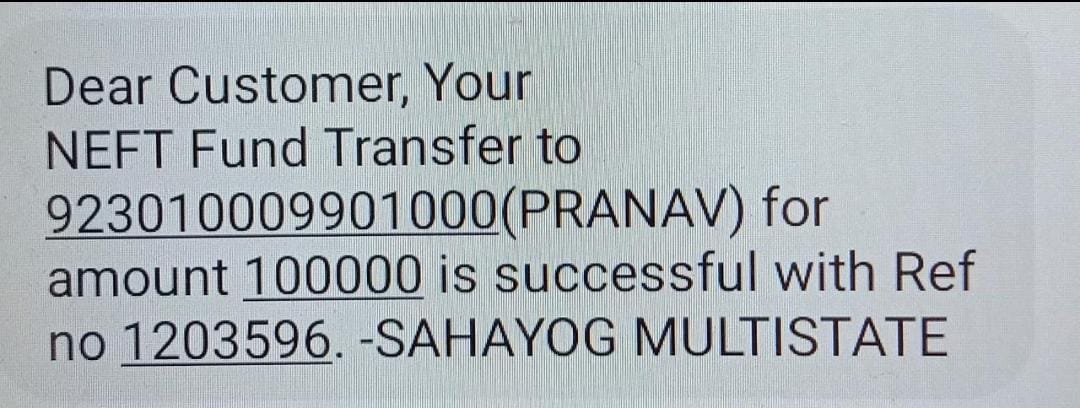 Dear Customer, Your
NEFT Fund Transfer to
923010009901000(PRANAV) for
amount 100000 is successful with Ref
no 1203596. -SAHAYOG MULTISTATE